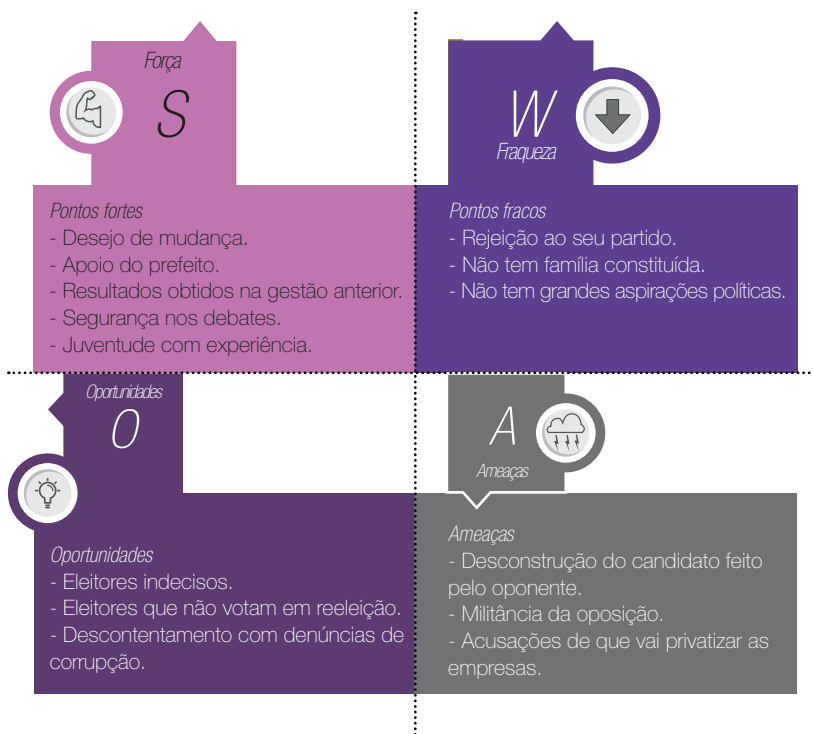 Força
S
Pontos fortes
- Desejo de mudança.
- Apoio do prefeito.
- Resultados obtidos na gestão anterior.
- Segurança nos debates.
- Juventude com experiência.
W
Fraqueza
Pontos fracos
- Rejeição ao seu partido.
- Não tem família constituída.
- Não tem grandes aspirações políticas.
Oportunidades
O
Oportunidades
- Eleitores indecisos.
- Eleitores que não votam em reeleição.
- Descontentamento com denúncias de
corrupção.
A
Ameaças
Ameaças
- Desconstrução do candidato feito
pelo oponente.
- Militância da oposição.
- Acusações de que vai privatizar as
empresas.